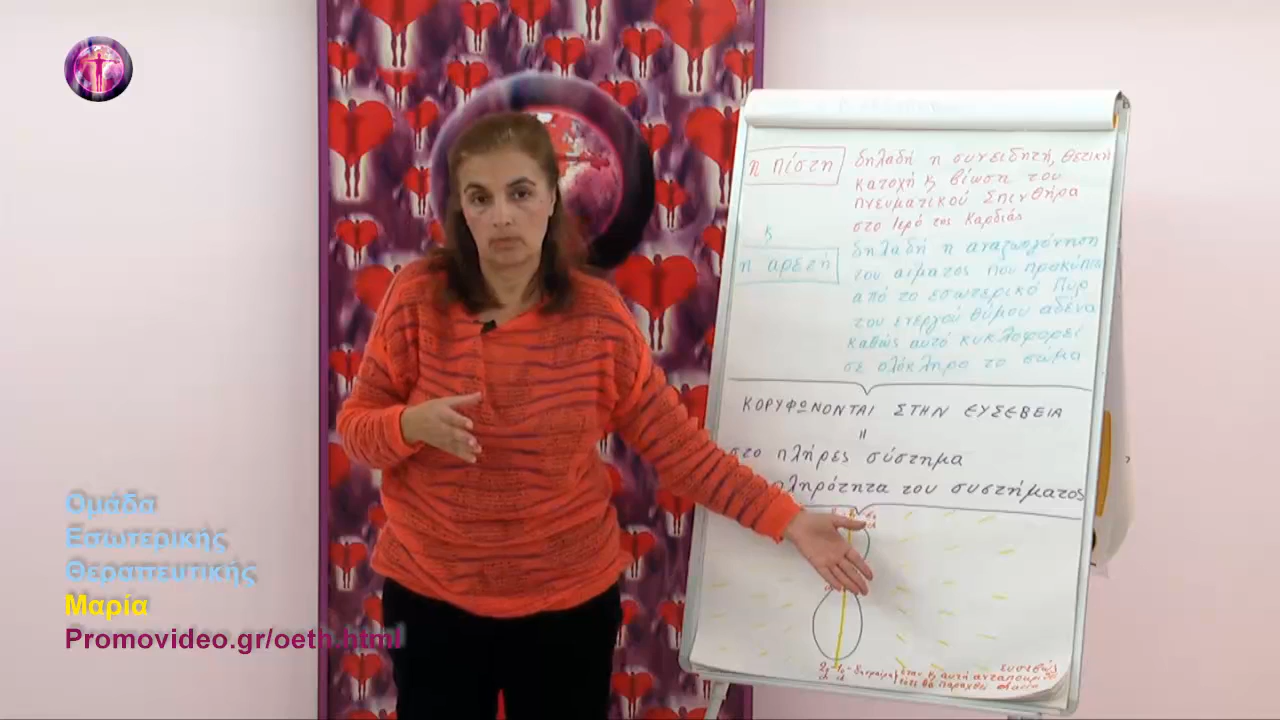 η πίστη
δηλαδή η συνειδητή, θετική
κατοχή κ βίωση του
πνευματικού Σπινθήρα
στο Ιερό της Καρδιάς
κ
η αρετή
δηλαδή η αναζωογόνηση
του αίματος που προκύπτει
από το εσωτερικό Πυρ
του ενεργού θύμου αδένα
καθώς αυτό κυκλοφορεί
σε ολόκληρο το σώμα
ΚΟΡΥΦΩΝΟΝΤΑΙ ΣΤΗΝ ΕΥΣΕΒΕΙΑ
=
στο πλήρες σύστημα
πληρότητα του συστήματος
Ομάδα
Εσωτερικής
Θεραπευτικής
Μαρία
Promovideo.gr/oeth.html